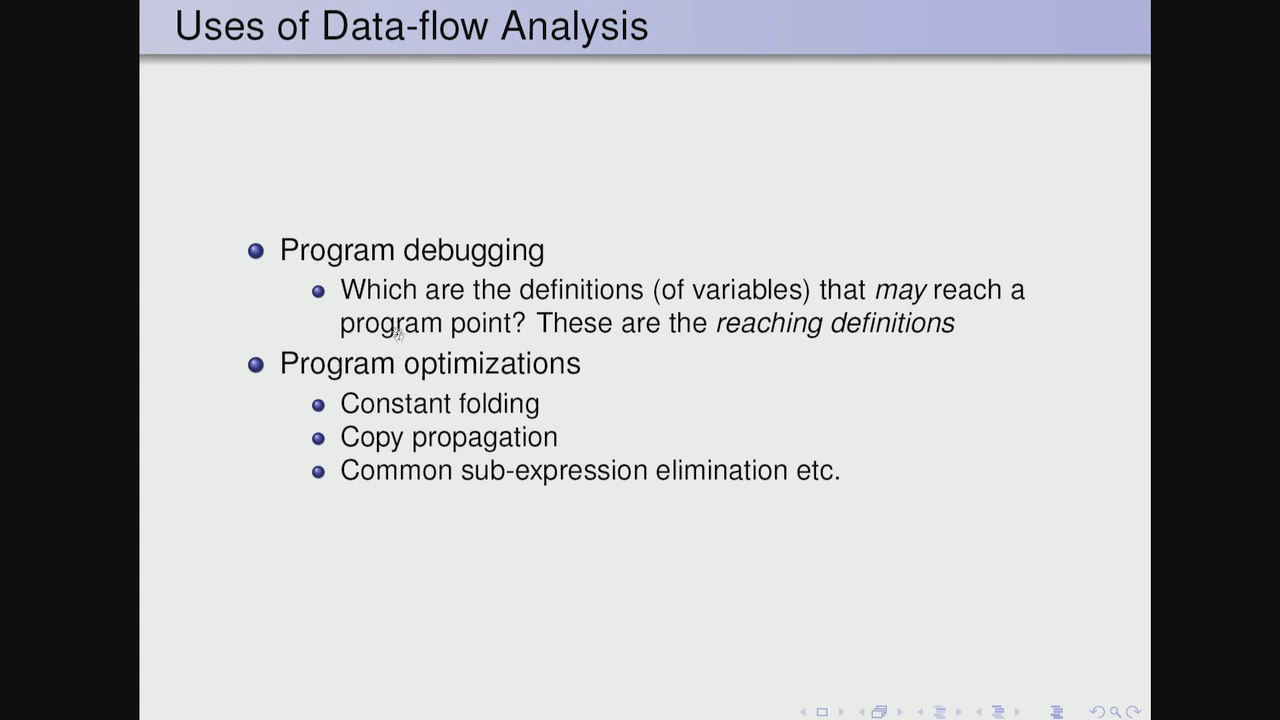 Uses of Data-flow Analysis
Program debugging
Which are the definitions (of variables) that may reach a
program point? These are the reaching definitions
Program optimizations
Constant folding
Copy propagation
Common sub-expression elimination etc.